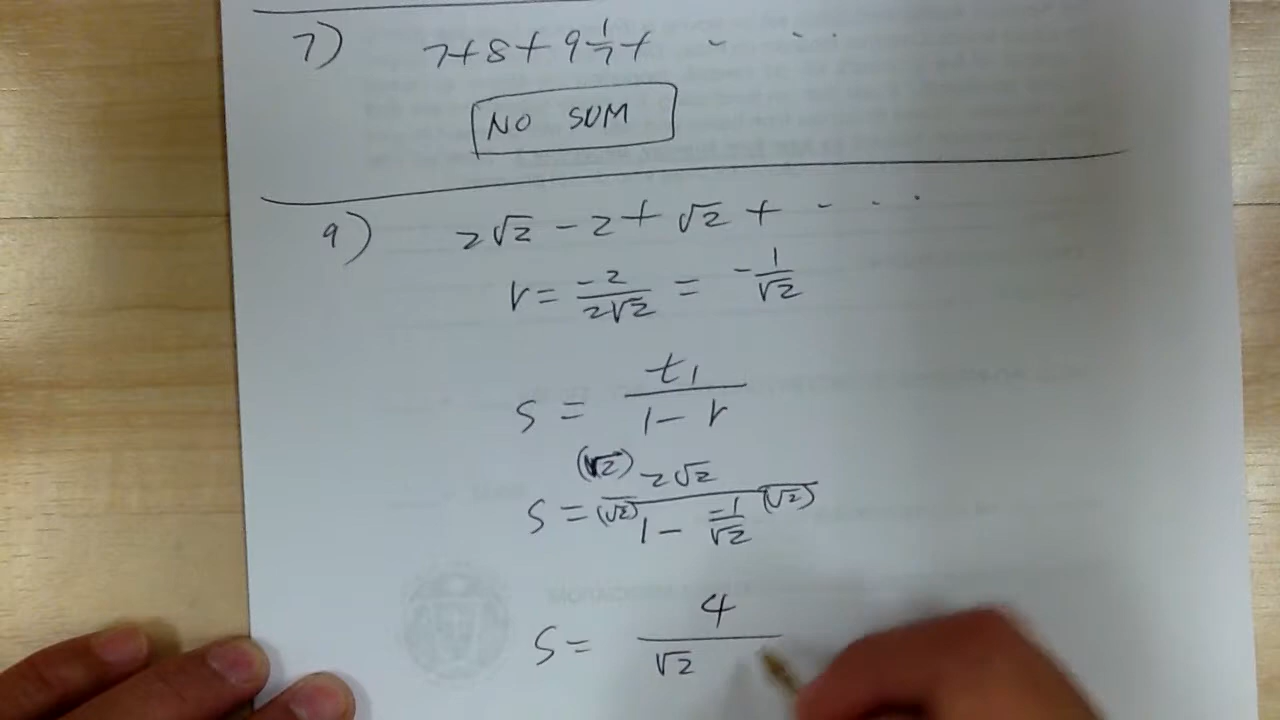 7) 7+8+9 1/7+ - - .
NO SUM
9) 2√2 - 2 + √2 + - - .
r = -2/2√2 = -1/√2
S = t₁/1-r
S = (√2) 2√2/(√2) 1 - -1/√2 (√2)
S = 4/√2